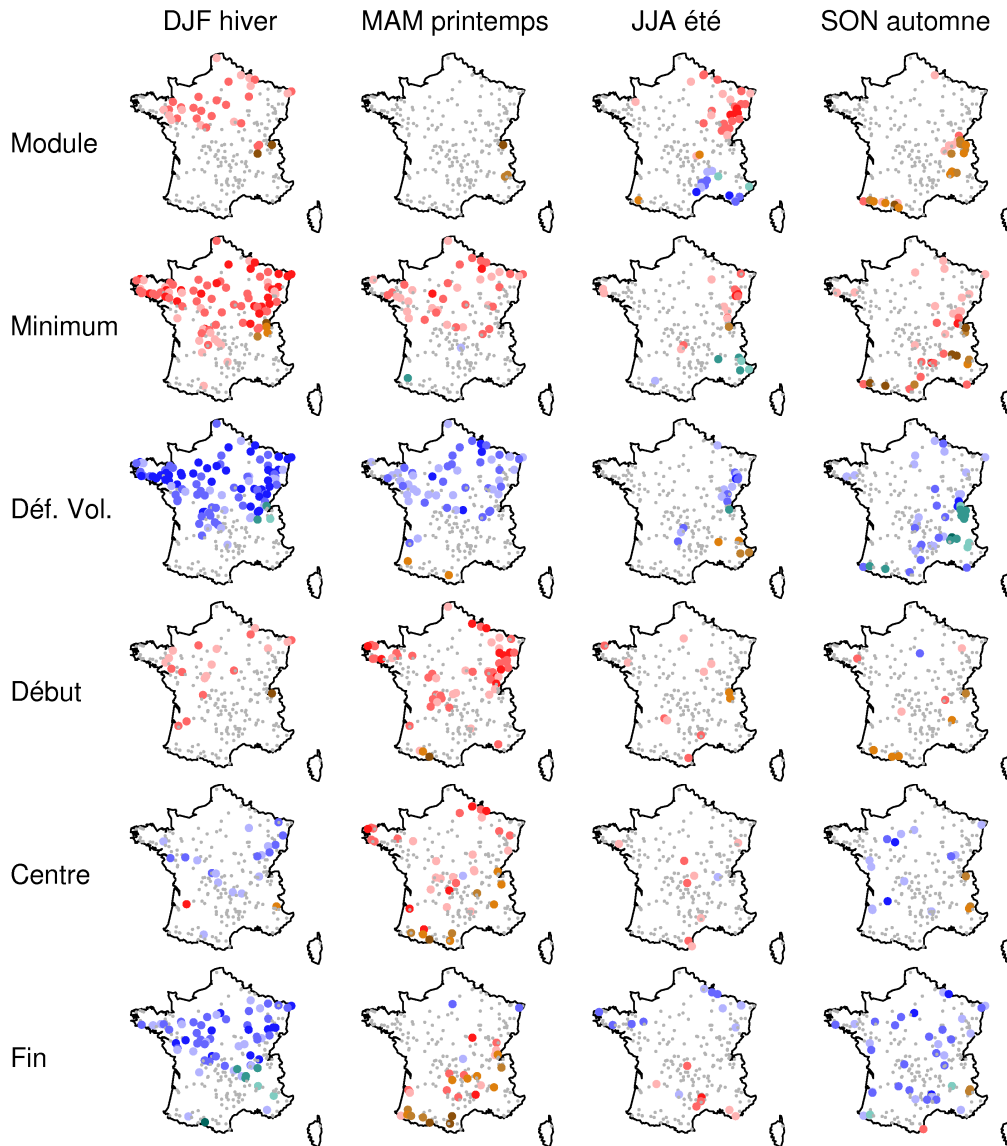 DJF hiver MAM printemps JJA été SON automne
Module
Minimum
Déf. Vol.
Début
Centre
Fin